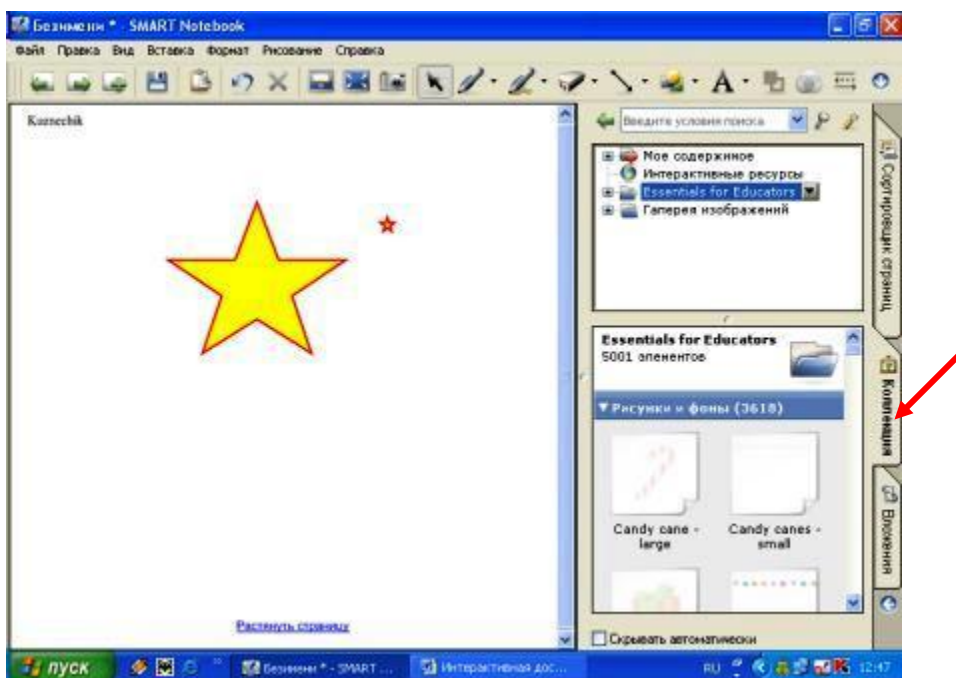 Безимени * - SMART Notebook
Файл Правка Вид Вставка Формат Рисование Справка
Kuznechik
Введите условия поиска
Мое содержимое
Интерактивные ресурсы
Essentials for Educators
Галерея изображений
Essentials for Educators
5001 элементов
Рисунки и фоны (3618)
Candy cane -
large
Candy canes -
small
Скрывать автоматически
Сортировщик страниц
Коллекция
Вложения
Растянуть страницу
пуск
Безимени * - SMART ...
Интерактивная дос...
RU
12:47